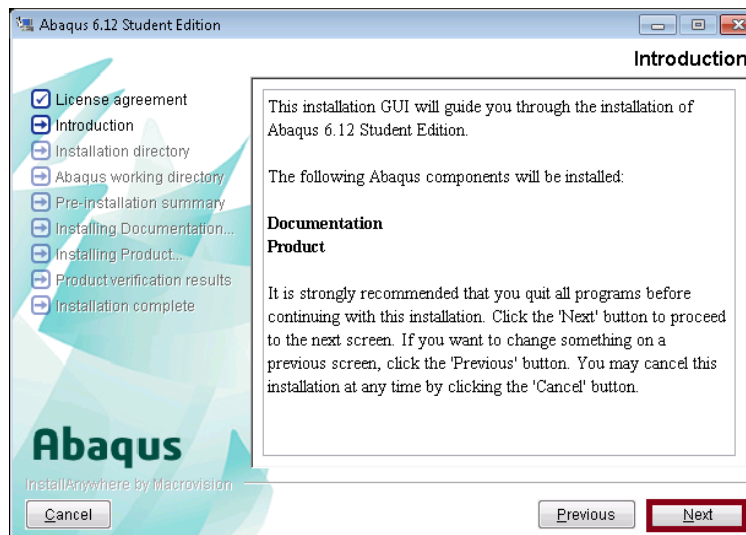 Abaqus 6.12 Student Edition
Introduction
License agreement
Introduction
Installation directory
Abaqus working directory
Pre-installation summary
Installing Documentation...
Installing Product...
Product verification results
Installation complete
This installation GUI will guide you through the installation of
Abaqus 6.12 Student Edition.
The following Abaqus components will be installed:
Documentation
Product
It is strongly recommended that you quit all programs before
continuing with this installation. Click the 'Next' button to proceed
to the next screen. If you want to change something on a
previous screen, click the 'Previous' button. You may cancel this
installation at any time by clicking the 'Cancel' button.
Abaqus
InstallAnywhere by Macrovision
Cancel
Previous
Next